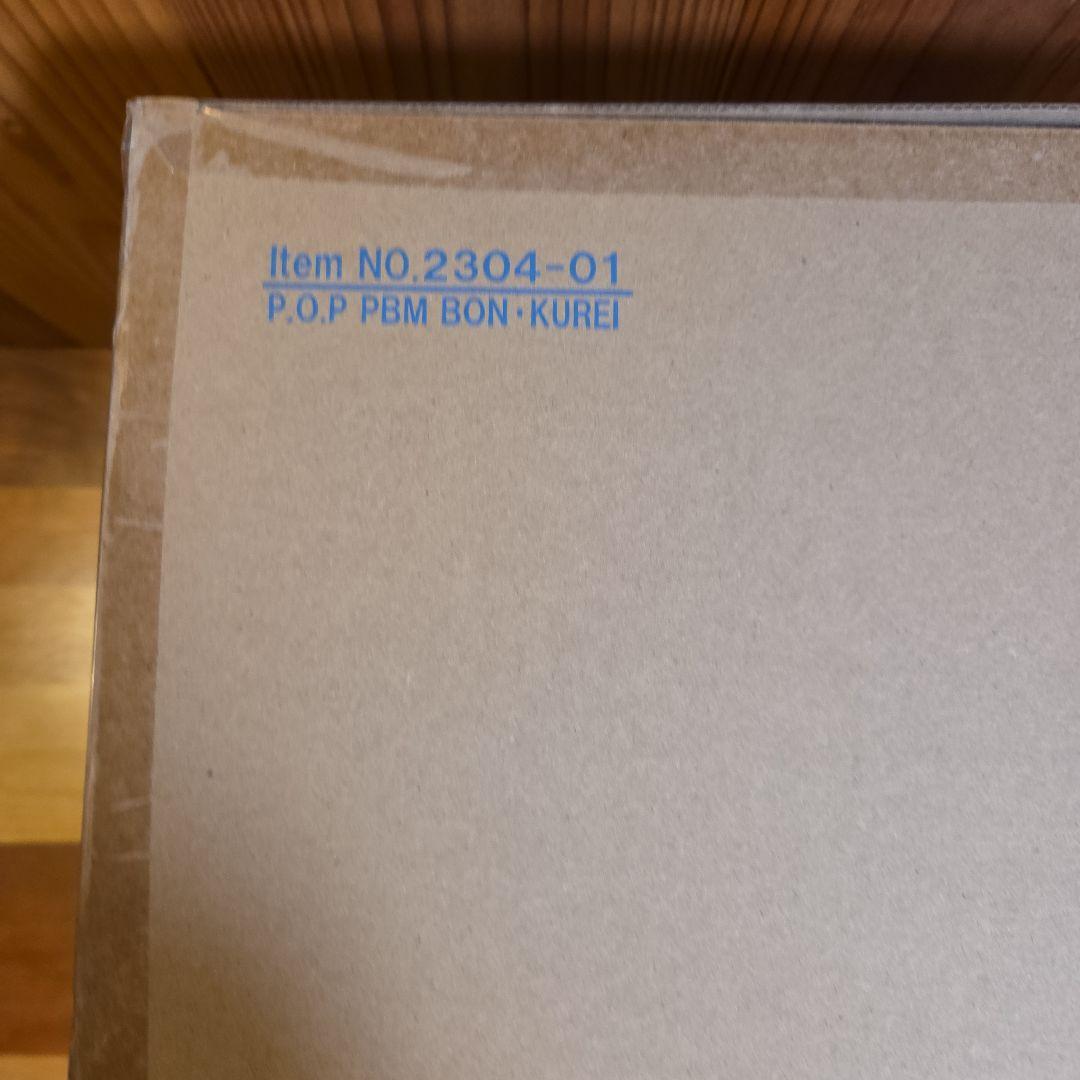 Item NO.2304-01
P.O.P PBM BON・KUREI